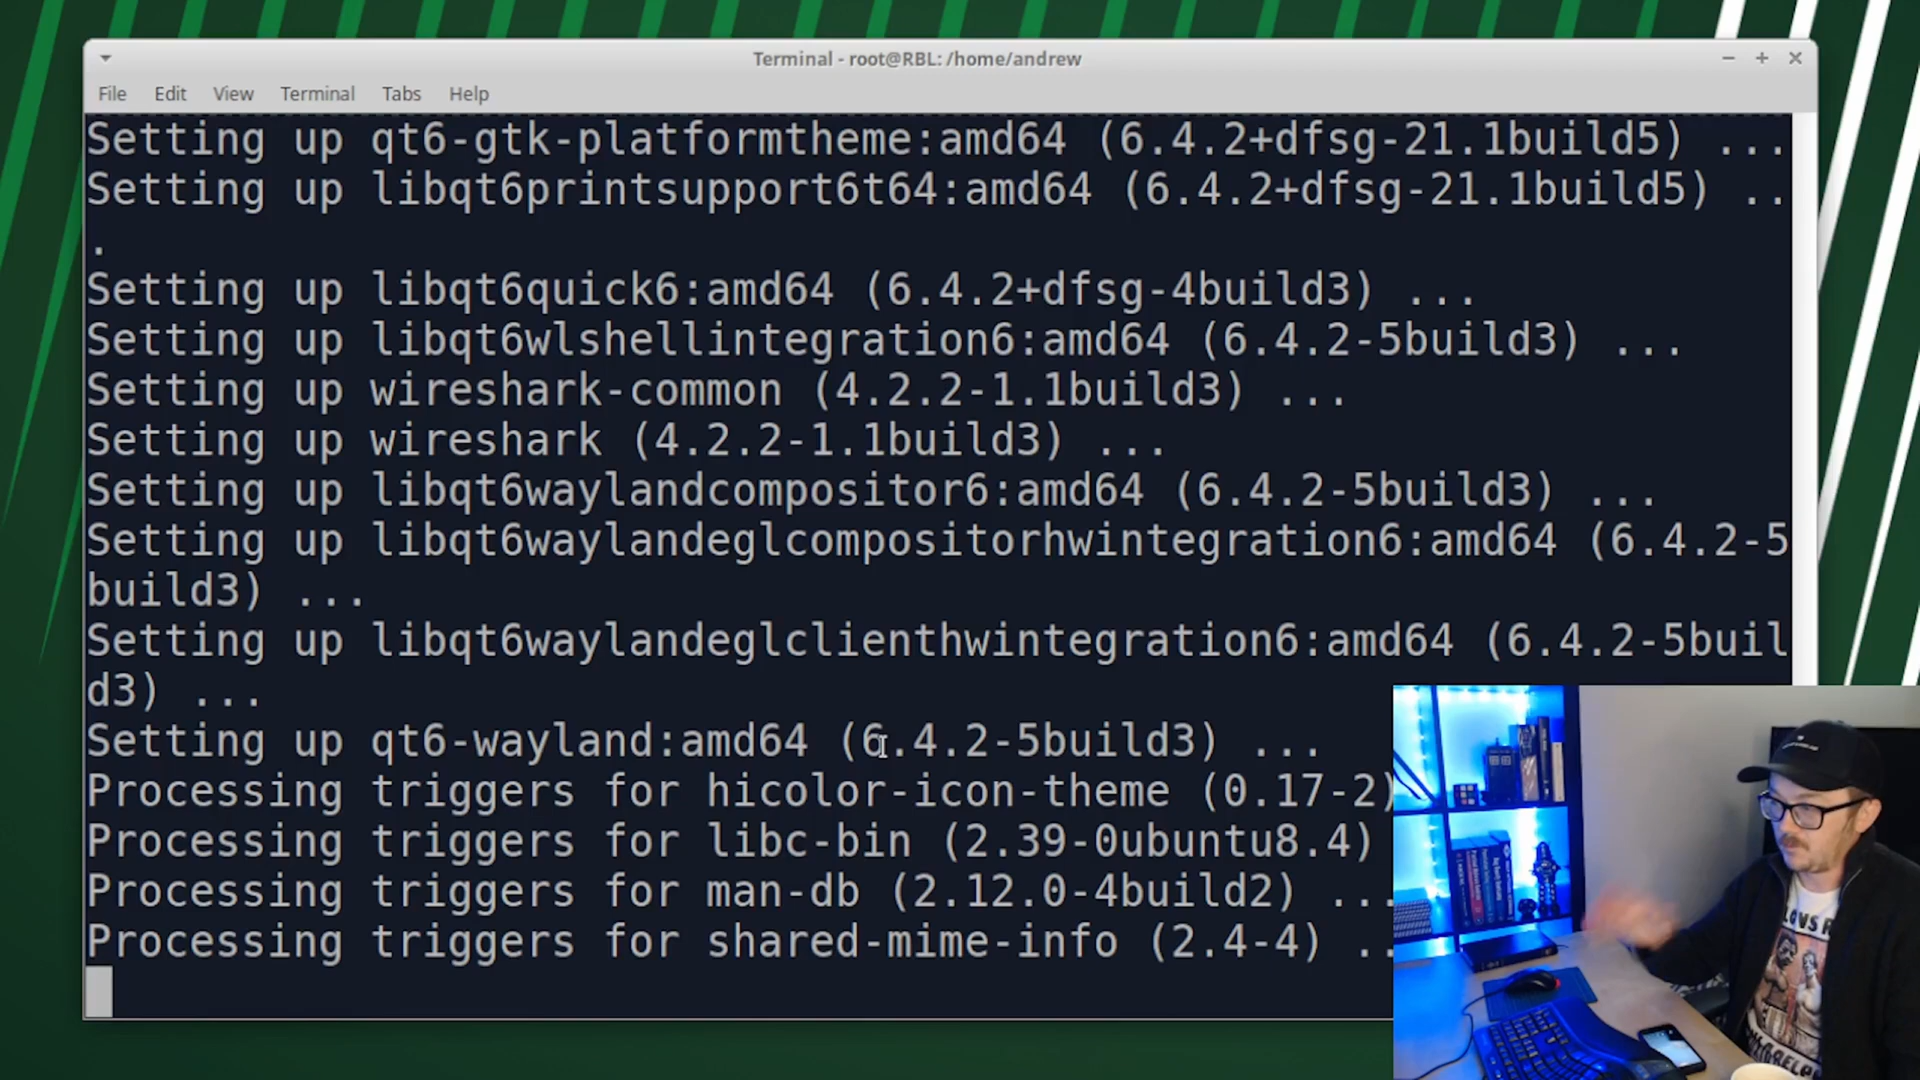 Terminal - root@RBL: /home/andrew
File Edit View Terminal Tabs Help
Setting up qt6-gtk-platformtheme:amd64 (6.4.2+dfsg-21.1build5) ...
Setting up libqt6printsupport6t64:amd64 (6.4.2+dfsg-21.1build5) ..
.
Setting up libqt6quick6:amd64 (6.4.2+dfsg-4build3) ...
Setting up libqt6wlshellintegration6:amd64 (6.4.2-5build3) ...
Setting up wireshark-common (4.2.2-1.1build3) ...
Setting up wireshark (4.2.2-1.1build3) ...
Setting up libqt6waylandcompositor6:amd64 (6.4.2-5build3) ...
Setting up libqt6waylandeglcompositorhwintegration6:amd64 (6.4.2-5
build3) ...
Setting up libqt6waylandeglclienthwintegration6:amd64 (6.4.2-5buil
d3) ...
Setting up qt6-wayland:amd64 (6.4.2-5build3) ...
Processing triggers for hicolor-icon-theme (0.17-2)
Processing triggers for libc-bin (2.39-0ubuntu8.4)
Processing triggers for man-db (2.12.0-4build2) ...
Processing triggers for shared-mime-info (2.4-4) ..